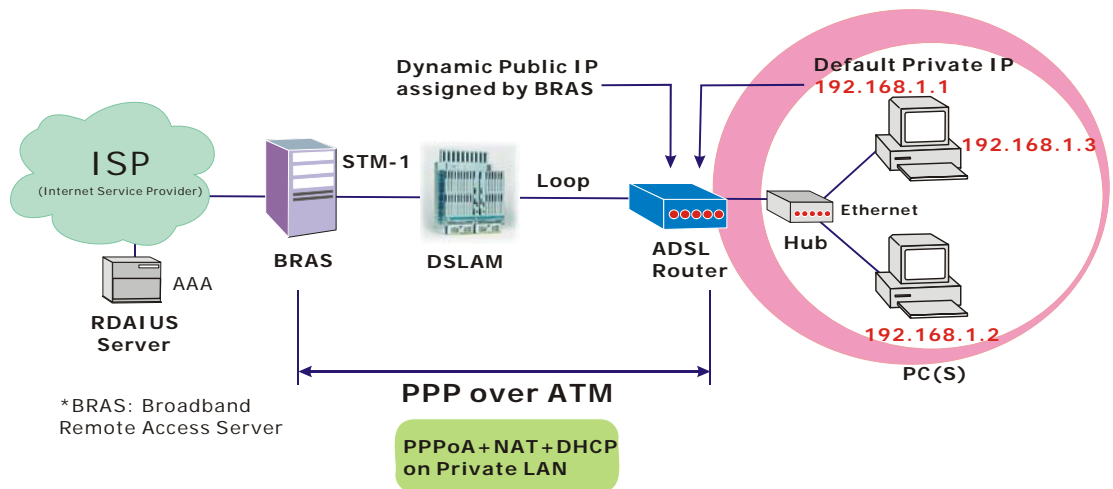 Dynamic Public IP
assigned by BRAS
Default Private IP
192.168.1.1
192.168.1.3
ISP
(Internet Service Provider)
STM-1
Loop
Ethernet
Hub
BRAS
DSLAM
ADSL
Router
AAA
RDAIUS
Server
192.168.1.2
PC(S)
PPP over ATM
*BRAS: Broadband
Remote Access Server
PPPoA+NAT+DHCP
on Private LAN